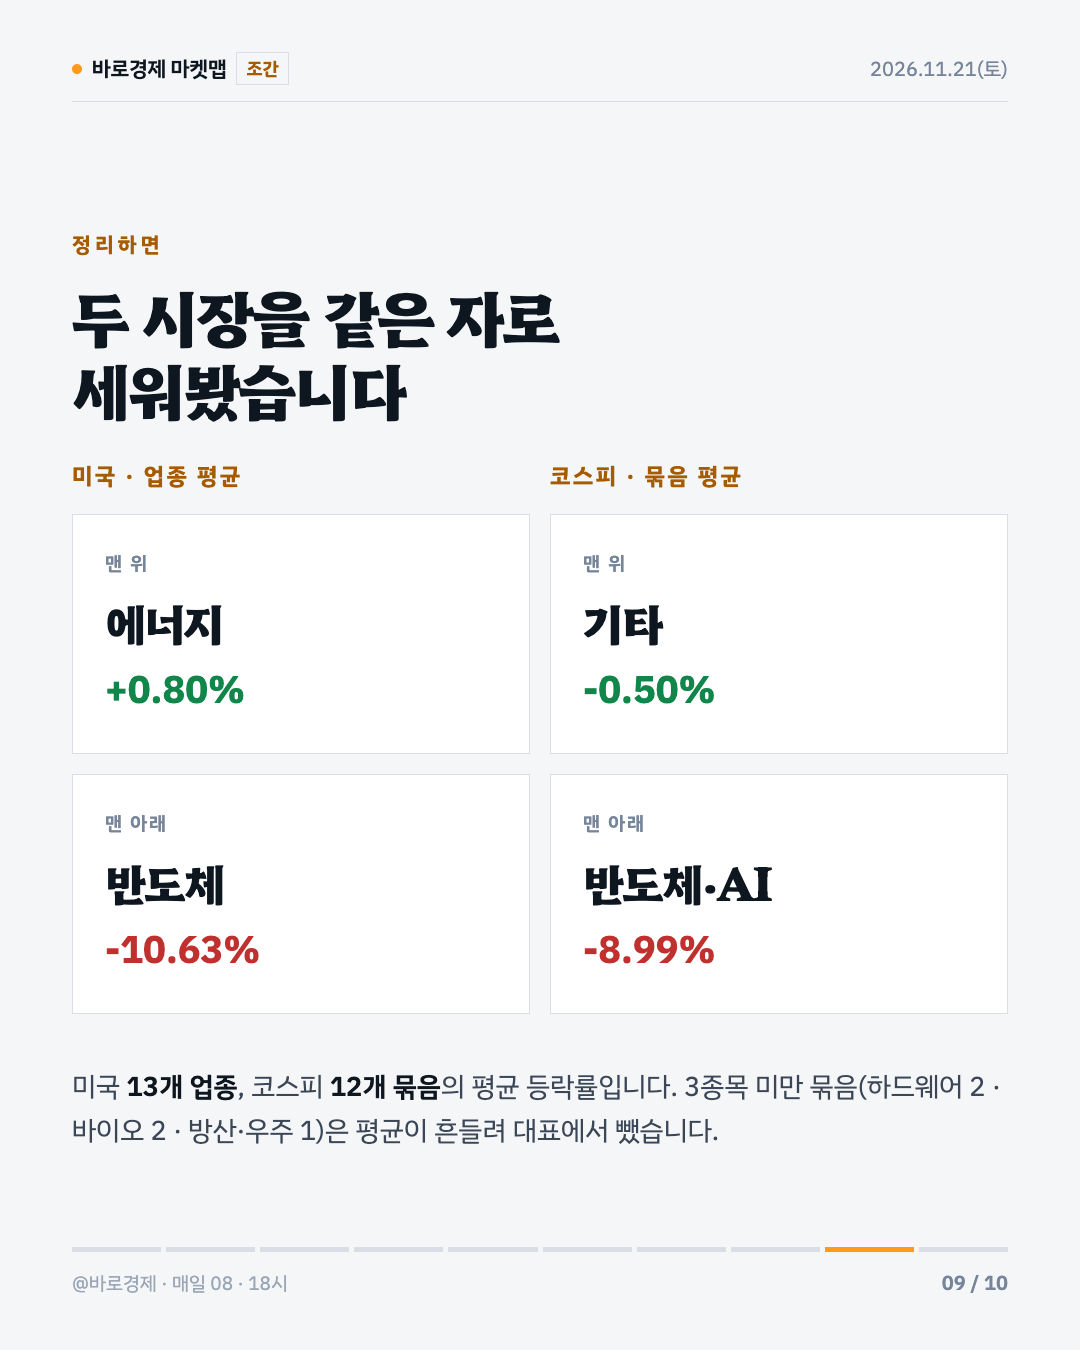 바로경제 마켓맵 조간
2026.11.21(토)
정리하면
두 시장을 같은 자로
세워봤습니다
미국 · 업종 평균
맨 위
에너지
+0.80%
맨 아래
반도체
-10.63%
코스피 · 묶음 평균
맨 위
기타
-0.50%
맨 아래
반도체·AI
-8.99%
미국 13개 업종, 코스피 12개 묶음의 평균 등락률입니다. 3종목 미만 묶음(하드웨어 2 ·
바이오 2 · 방산·우주 1)은 평균이 흔들려 대표에서 뺐습니다.
@바로경제 · 매일 08 · 18시
09 / 10